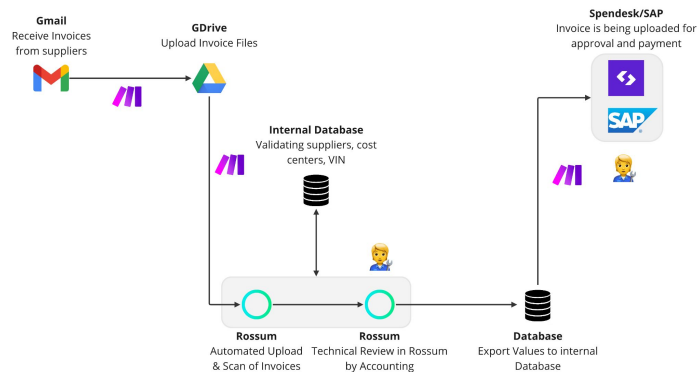 Gmail
Receive Invoices
from suppliers
GDrive
Upload Invoice Files
Spendesk/SAP
Invoice is being uploaded for
approval and payment
SAP
Internal Database
Validating suppliers, cost
centers, VIN
Rossum
Automated Upload
& Scan of Invoices
Rossum
Technical Review in Rossum
by Accounting
Database
Export Values to internal
Database